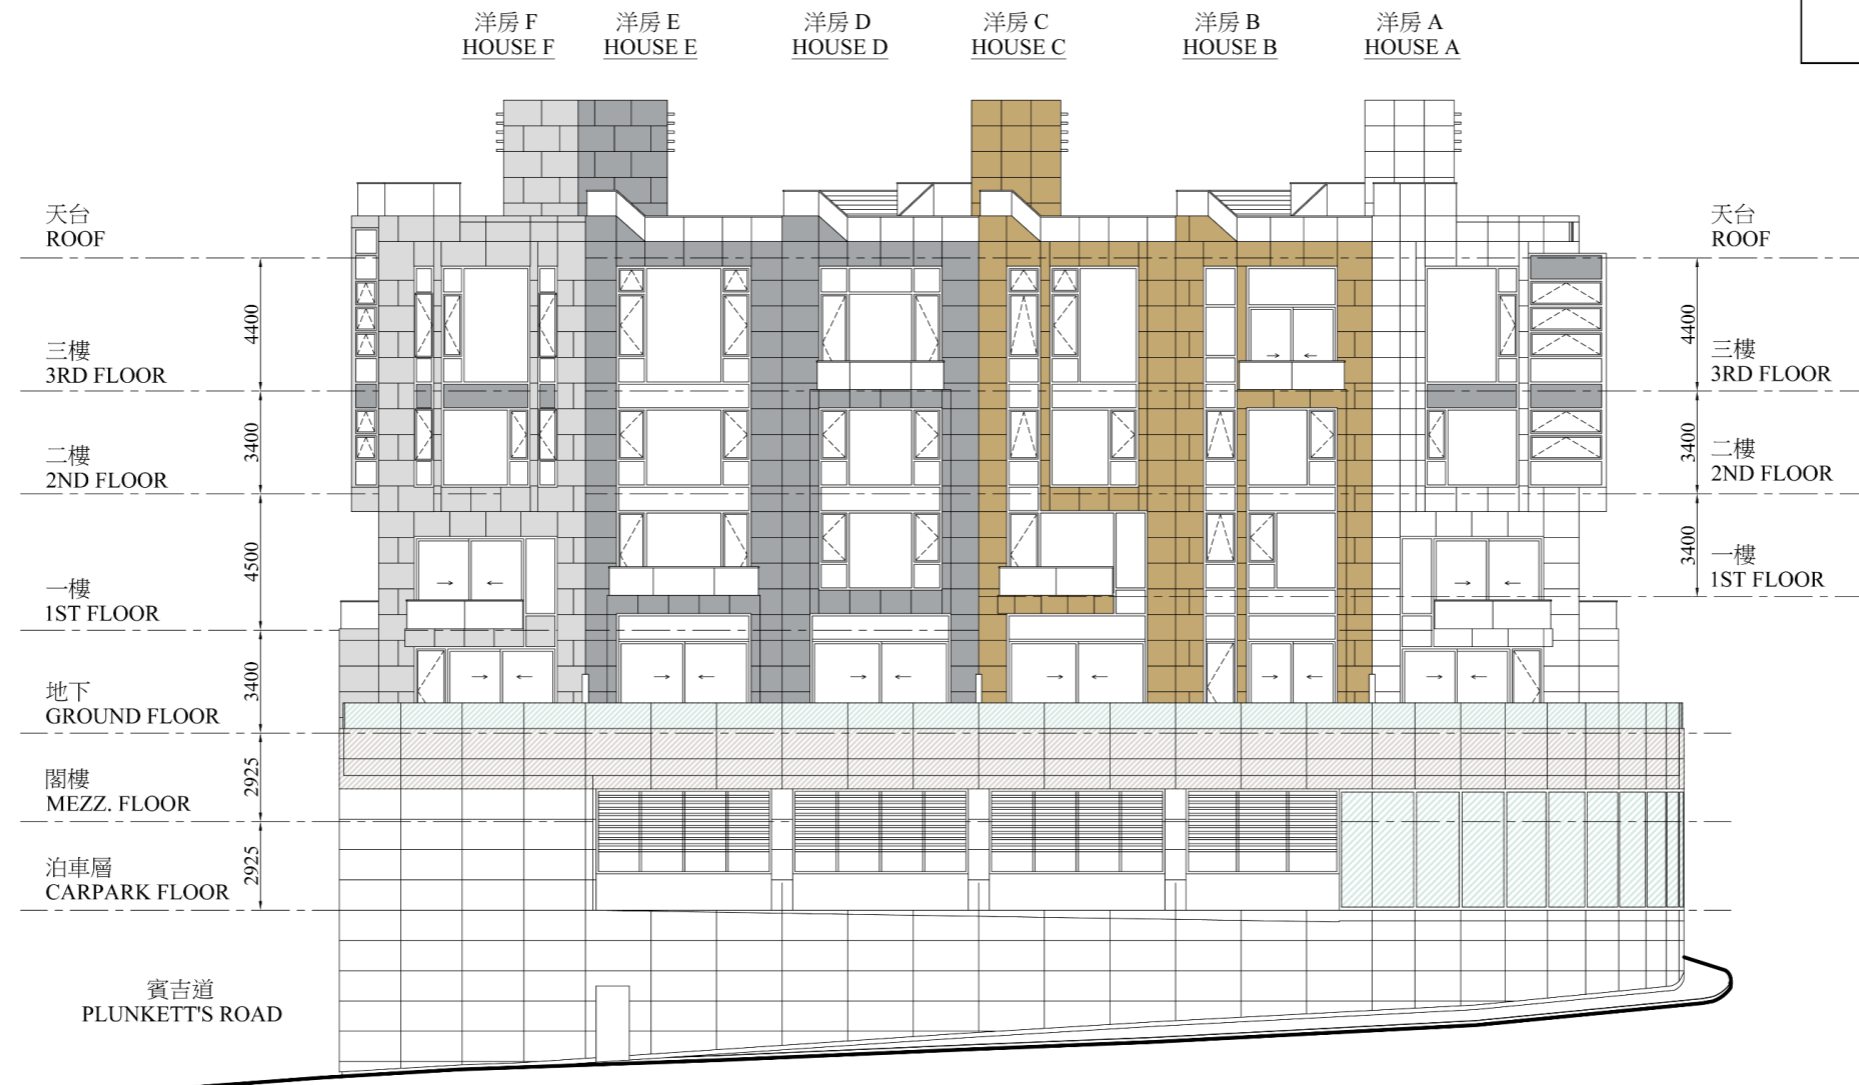 洋房 F
HOUSE F
洋房 E
HOUSE E
洋房 D
HOUSE D
洋房 C
HOUSE C
洋房 B
HOUSE B
洋房 A
HOUSE A
天台
ROOF
4400
三樓
3RD FLOOR
3400
二樓
2ND FLOOR
4500
一樓
1ST FLOOR
3400
地下
GROUND FLOOR
2925
閣樓
MEZZ. FLOOR
2925
泊車層
CARPARK FLOOR
賓吉道
PLUNKETT'S ROAD
天台
ROOF
4400
三樓
3RD FLOOR
3400
二樓
2ND FLOOR
3400
一樓
1ST FLOOR